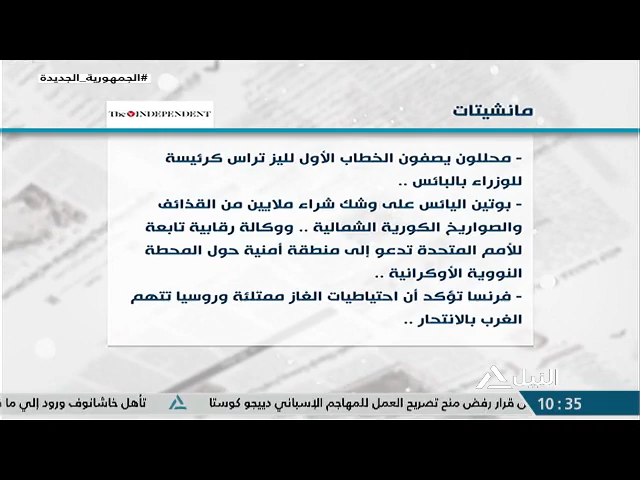 #الجمهورية_الجديدة
مانشيتات
The INDEPENDENT
- محللون يصفون الخطاب الأول لليز تراس كرئيسة
للوزراء بالبائس ..
- بوتين اليائس على وشك شراء ملايين من القذائف
والصواريخ الكورية الشمالية .. ووكالة رقابية تابعة
للأمم المتحدة تدعو إلى منطقة أمنية حول المحطة
النووية الأوكرانية ..
- فرنسا تؤكد أن احتياطيات الغاز ممتلئة وروسيا تتهم
الغرب بالانتحار ..
النيل
10:35
قرار رفض منح تصريح العمل للمهاجم الإسباني دييجو كوستا
تأهل خاشانوف ورود إلي ما